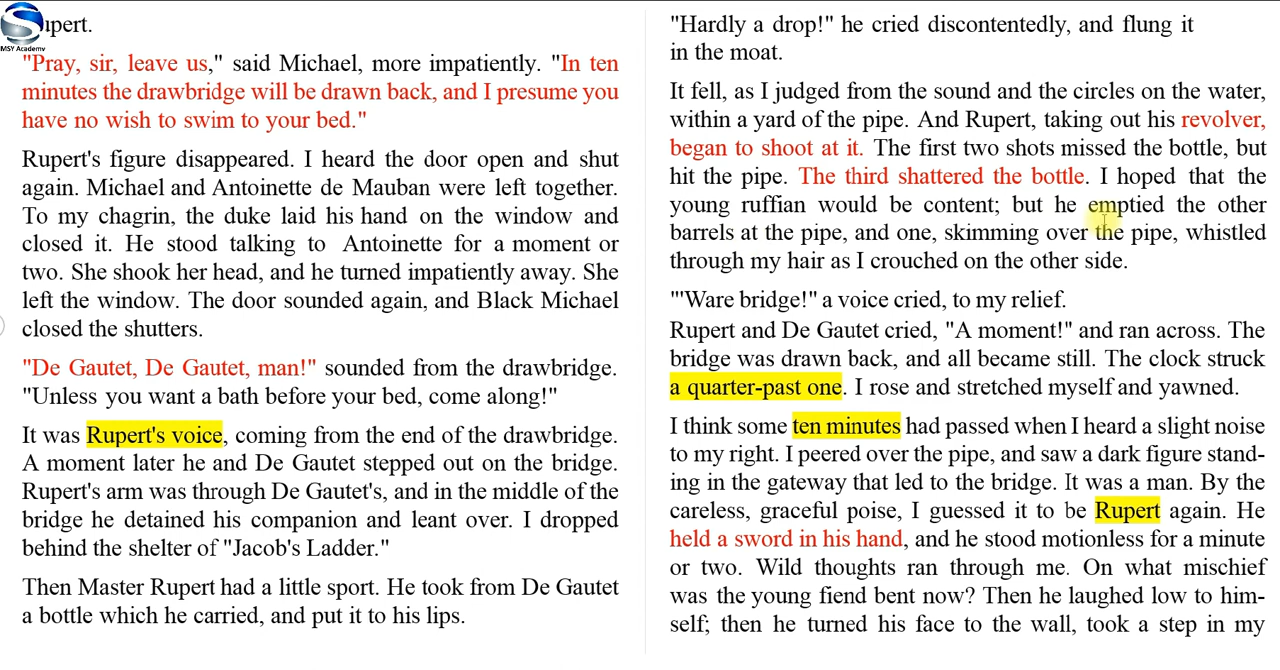 MSY Academy
upert.
"Pray, sir, leave us," said Michael, more impatiently. "In ten
minutes the drawbridge will be drawn back, and I presume you
have no wish to swim to your bed."
Rupert's figure disappeared. I heard the door open and shut
again. Michael and Antoinette de Mauban were left together.
To my chagrin, the duke laid his hand on the window and
closed it. He stood talking to Antoinette for a moment or
two. She shook her head, and he turned impatiently away. She
left the window. The door sounded again, and Black Michael
closed the shutters.
"De Gautet, De Gautet, man!" sounded from the drawbridge.
"Unless you want a bath before your bed, come along!"
It was Rupert's voice, coming from the end of the drawbridge.
A moment later he and De Gautet stepped out on the bridge.
Rupert's arm was through De Gautet's, and in the middle of the
bridge he detained his companion and leant over. I dropped
behind the shelter of "Jacob's Ladder."
Then Master Rupert had a little sport. He took from De Gautet
a bottle which he carried, and put it to his lips.
"Hardly a drop!" he cried discontentedly, and flung it
in the moat.
It fell, as I judged from the sound and the circles on the water,
within a yard of the pipe. And Rupert, taking out his revolver,
began to shoot at it. The first two shots missed the bottle, but
hit the pipe. The third shattered the bottle. I hoped that the
young ruffian would be content; but he emptied the other
barrels at the pipe, and one, skimming over the pipe, whistled
through my hair as I crouched on the other side.
"'Ware bridge!" a voice cried, to my relief.
Rupert and De Gautet cried, "A moment!" and ran across. The
bridge was drawn back, and all became still. The clock struck
a quarter-past one. I rose and stretched myself and yawned.
I think some ten minutes had passed when I heard a slight noise
to my right. I peered over the pipe, and saw a dark figure stand-
ing in the gateway that led to the bridge. It was a man. By the
careless, graceful poise, I guessed it to be Rupert again. He
held a sword in his hand, and he stood motionless for a minute
or two. Wild thoughts ran through me. On what mischief
was the young fiend bent now? Then he laughed low to him-
self; then he turned his face to the wall, took a step in my